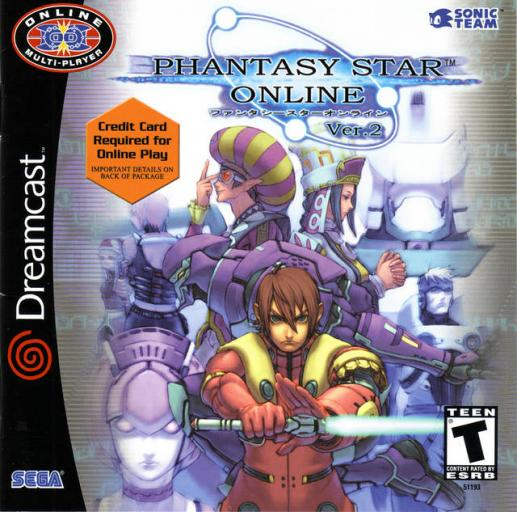 ONLINE
MULTI-PLAYER
SONIC
TEAM
PHANTASY STAR™
ONLINE
ファンタシースターオンライン
Ver.2
Credit Card
Required for
Online Play
IMPORTANT DETAILS ON
BACK OF PACKAGE
Dreamcast™
SEGA®
TEEN
T
CONTENT RATED BY
ESRB
51193